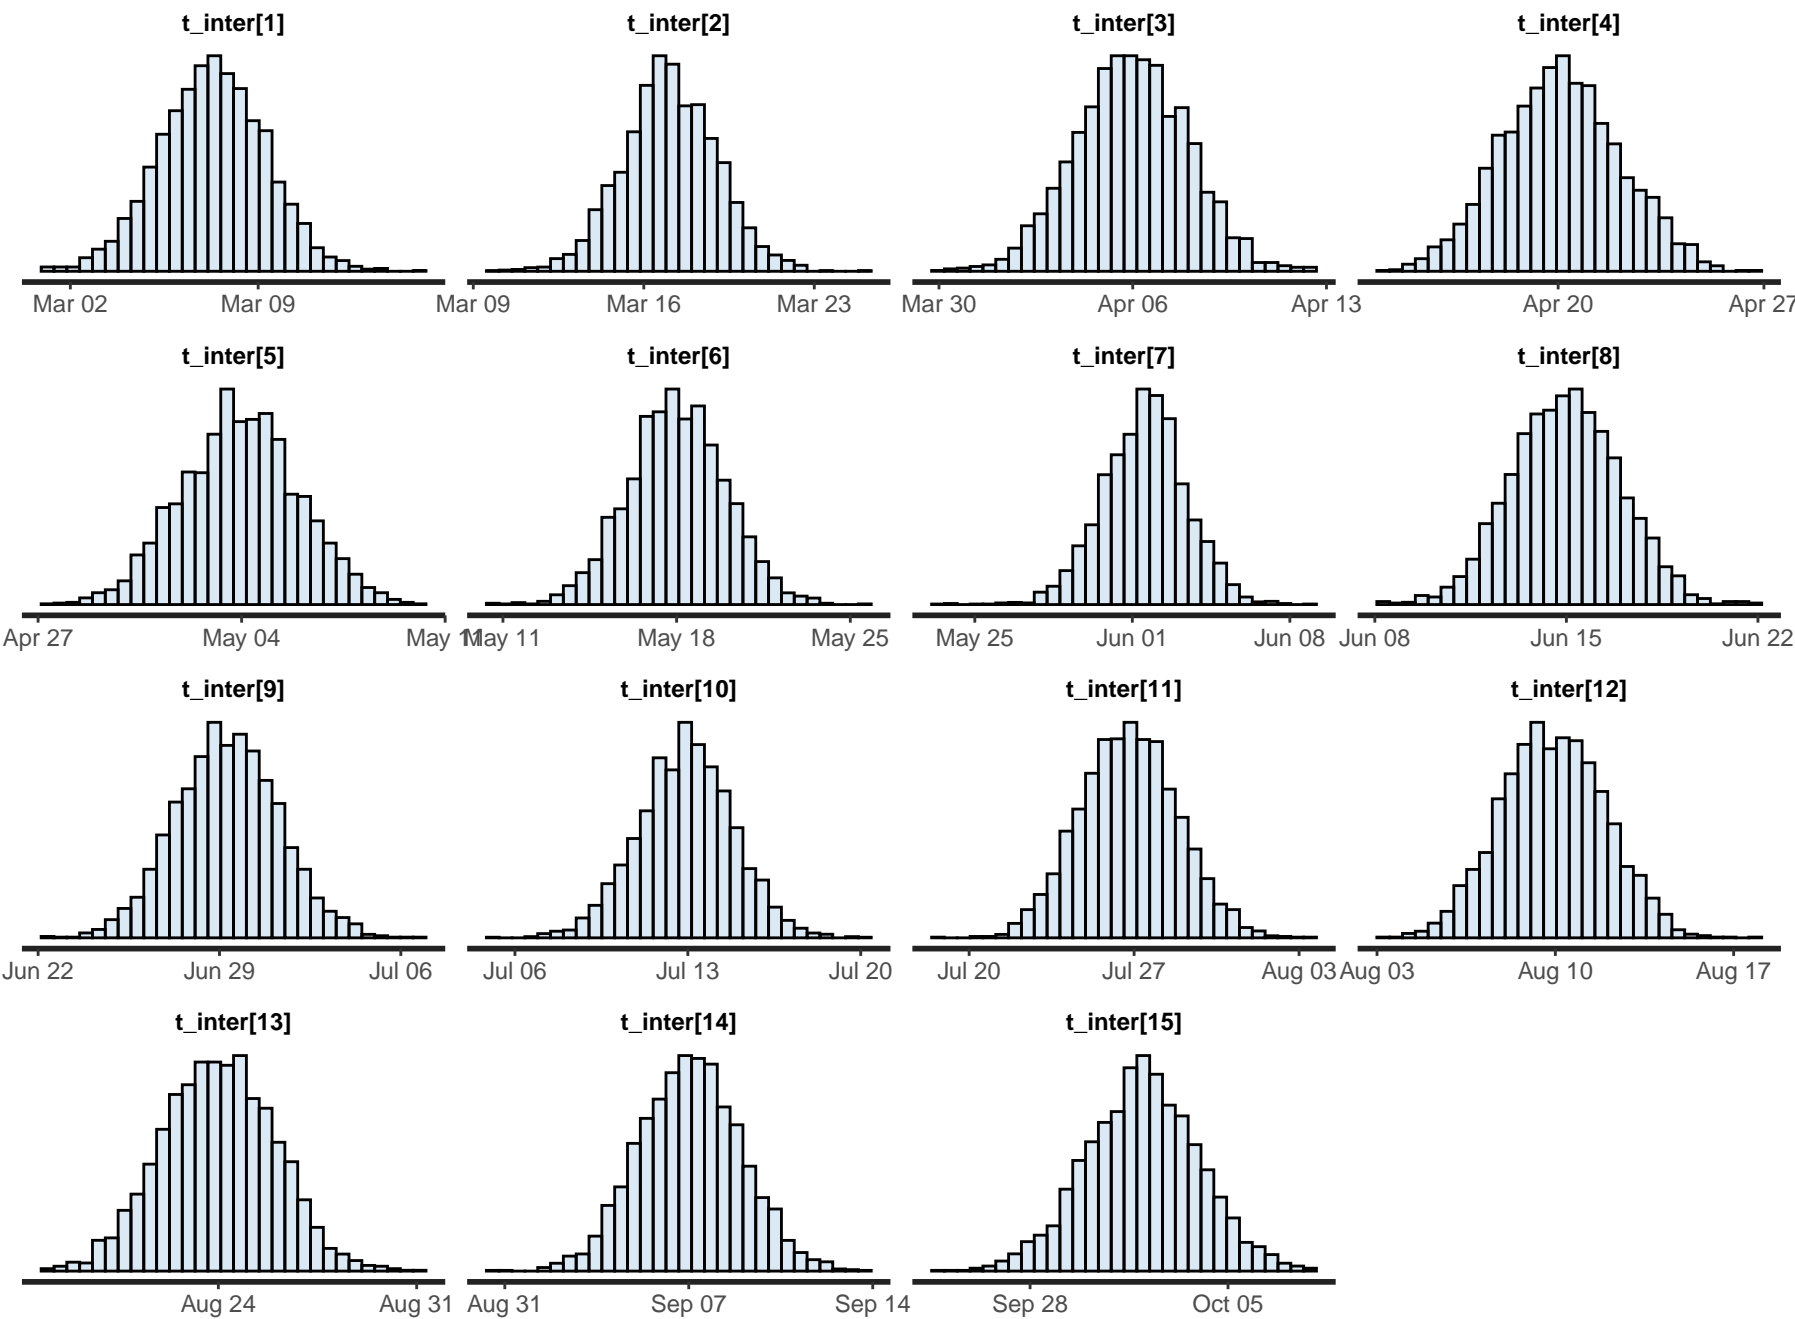 t_inter[1] t_inter[2] t_inter[3] t_inter[4]
Mar 02 Mar 09 Mar 09 Mar 16 Mar 23 Mar 30 Apr 06 Apr 13 Apr 20 Apr 27
t_inter[5] t_inter[6] t_inter[7] t_inter[8]
Apr 27 May 04 May 11 May 11 May 18 May 25 May 25 Jun 01 Jun 08 Jun 08 Jun 15 Jun 22
t_inter[9] t_inter[10] t_inter[11] t_inter[12]
Jun 22 Jun 29 Jul 06 Jul 06 Jul 13 Jul 20 Jul 20 Jul 27 Aug 03 Aug 03 Aug 10 Aug 17
t_inter[13] t_inter[14] t_inter[15]
Aug 24 Aug 31 Aug 31 Sep 07 Sep 14 Sep 28 Oct 05